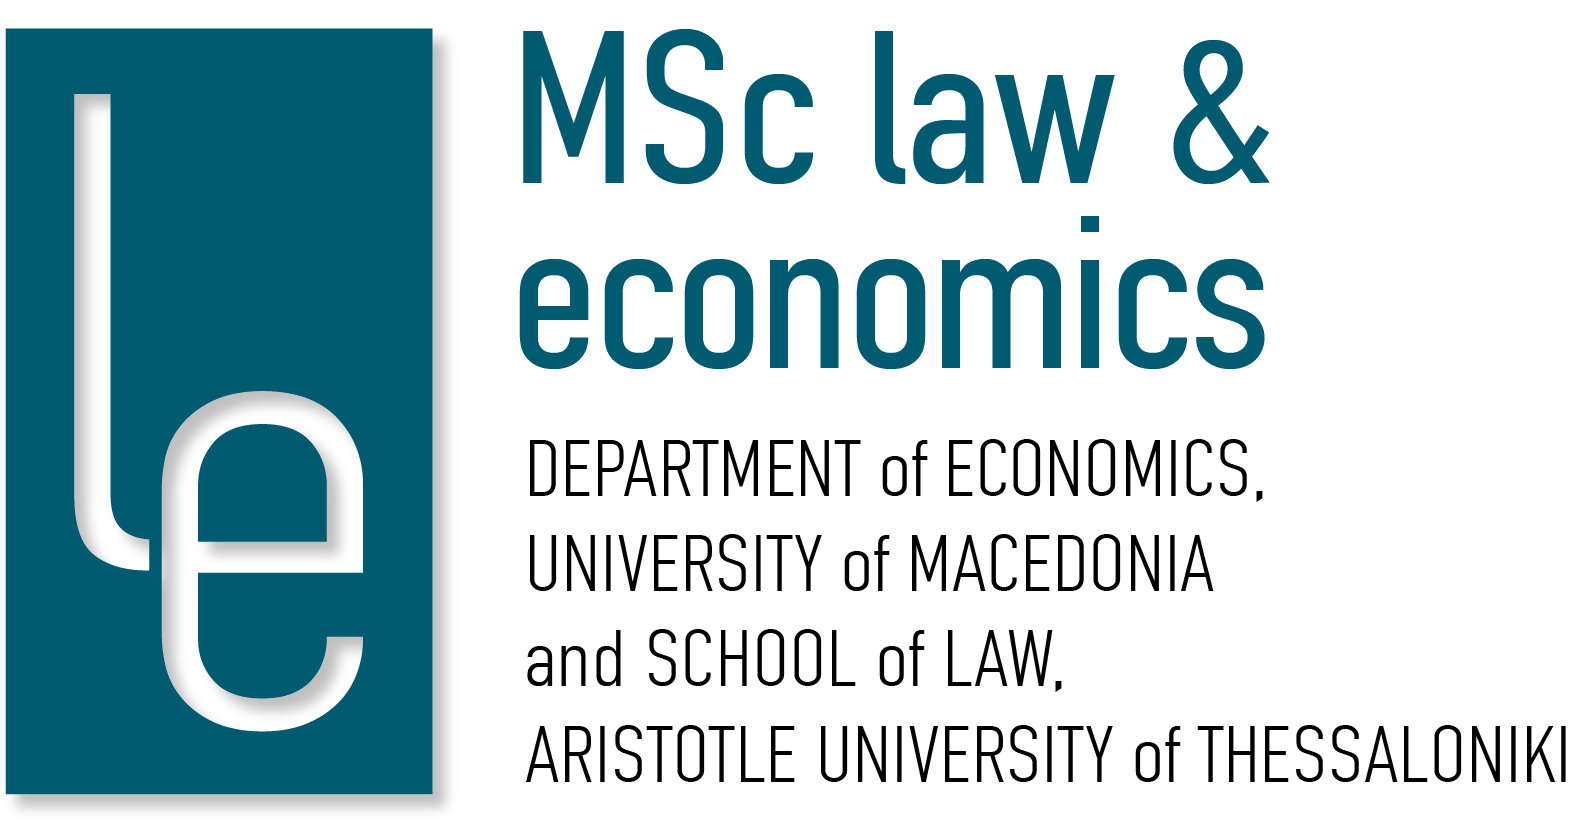 le
MSc law &
economics
DEPARTMENT of ECONOMICS,
UNIVERSITY of MACEDONIA
and SCHOOL of LAW,
ARISTOTLE UNIVERSITY of THESSALONIKI